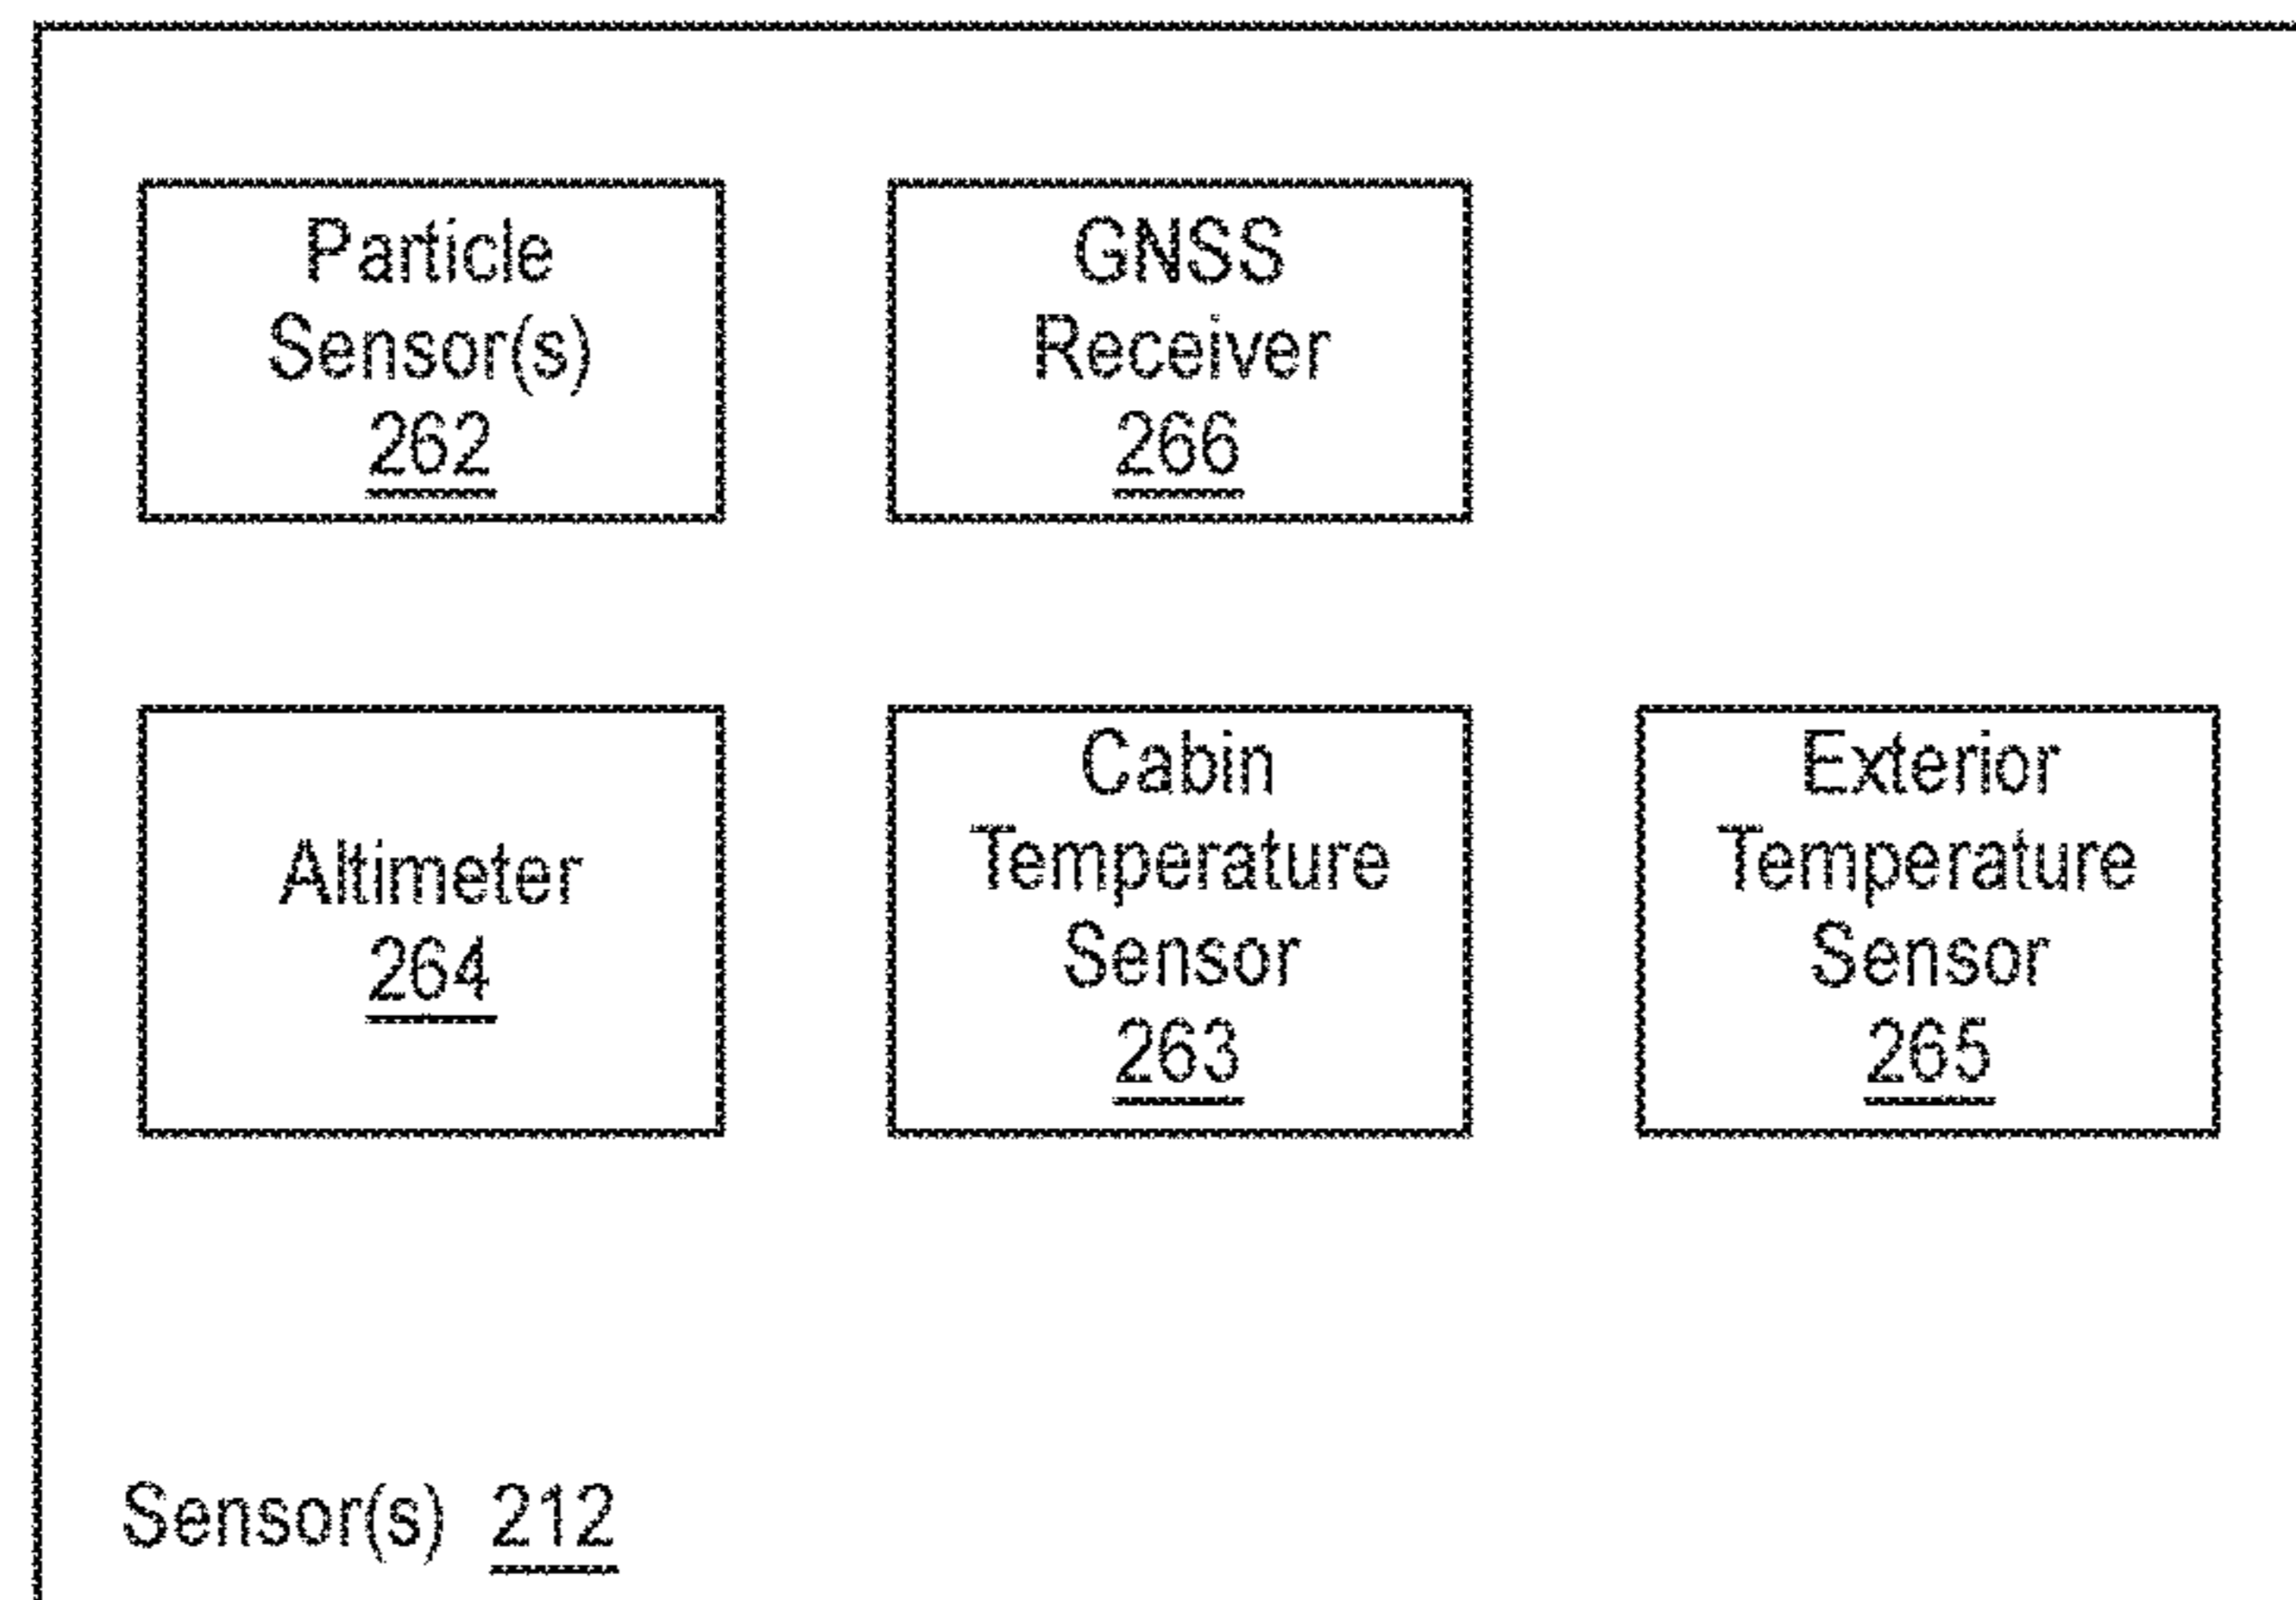 Particle
Sensor(s)
262
GNSS
Receiver
266
Altimeter
264
Cabin
Temperature
Sensor
263
Exterior
Temperature
Sensor
265
Sensor(s) 212